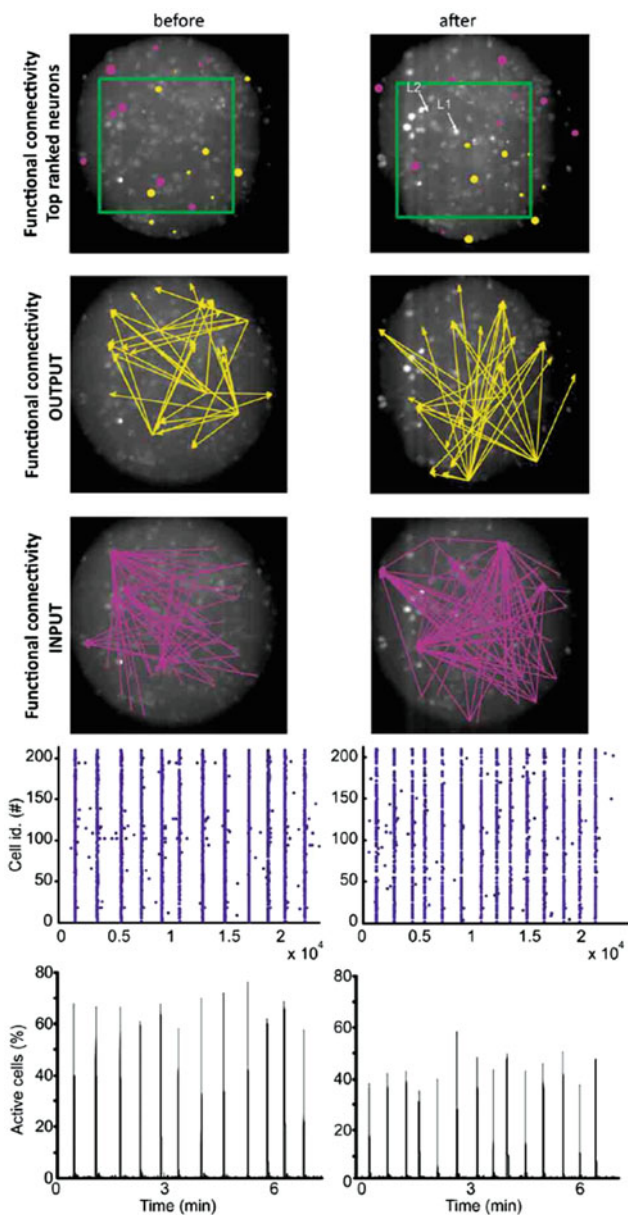 before
after
Functional connectivity
Top ranked neurons
L2
L1
Functional connectivity
OUTPUT
Functional connectivity
INPUT
Cell id. (#)
200
150
100
50
0
0 0.5 1 1.5 2
x 10^4
200
150
100
50
0
0 0.5 1 1.5 2
x 10^4
Active cells (%)
80
60
40
20
0
0 3 6
Time (min)
80
60
40
20
0
0 3 6
Time (min)